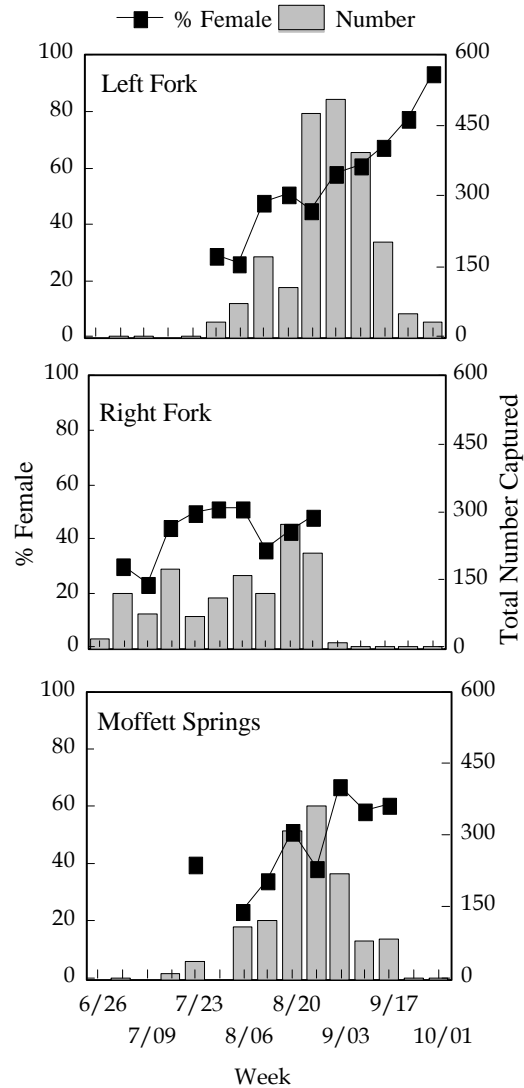 % Female Number
100 600
Left Fork
80 450
60
300
40
20 150
0 0
100 600
Right Fork
80 450
60
300
40
20 150
0 0
% Female
Total Number Captured
100 600
Moffett Springs
80 450
60
300
40
20 150
0 0
6/26 7/23 8/20 9/17
7/09 8/06 9/03 10/01
Week